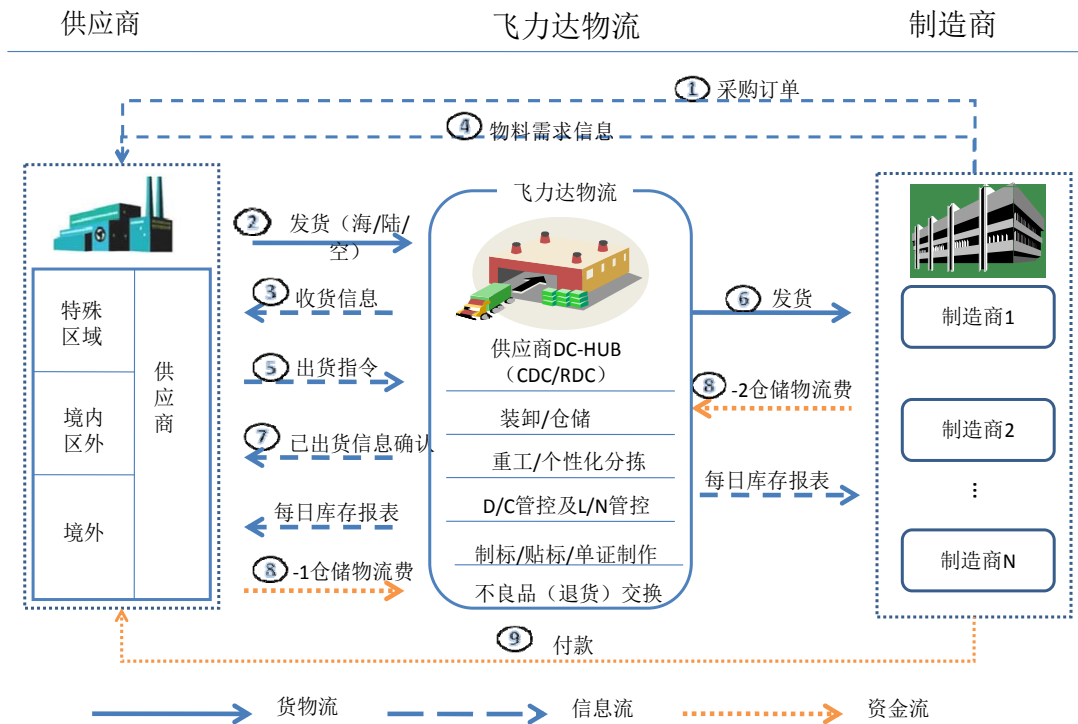 供应商
飞力达物流
制造商
① 采购订单
④ 物料需求信息
飞力达物流
② 发货（海/陆/
空）
③ 收货信息
⑤ 出货指令
⑦ 已出货信息确认
每日库存报表
⑧ -1仓储物流费
特殊
区域
境内
区外
境外
供
应
商
供应商DC-HUB
（CDC/RDC）
装卸/仓储
重工/个性化分拣
D/C管控及L/N管控
制标/贴标/单证制作
不良品（退货）交换
⑥ 发货
⑧ -2仓储物流费
每日库存报表
制造商1
制造商2
⋮
制造商N
⑨ 付款
货物流
信息流
资金流